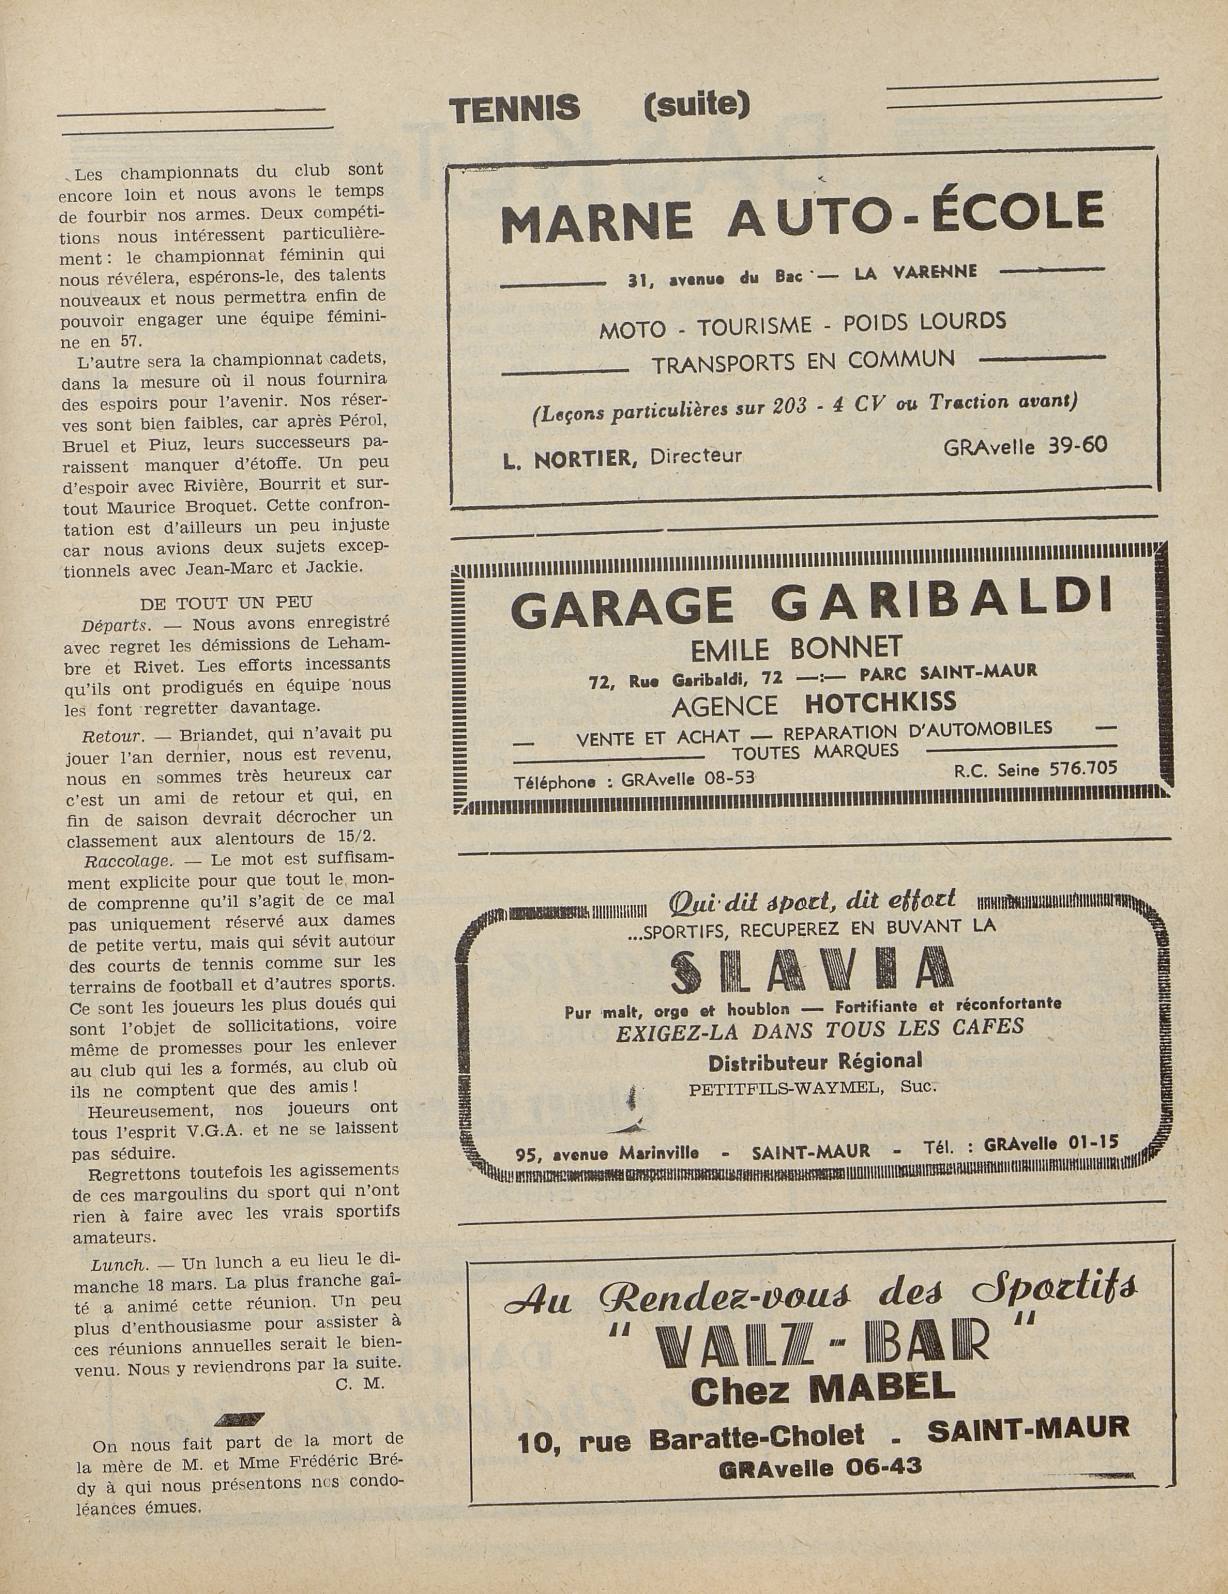 TENNIS (suite)
Les championnats du club sont
encore loin et nous avons le temps
de fourbir nos armes. Deux compéti-
tions nous intéressent particulière-
ment : le championnat féminin qui
nous révélera, espérons-le, des talents
nouveaux et nous permettra enfin de
pouvoir engager une équipe fémini-
ne en 57.
L'autre sera la championnat cadets,
dans la mesure où il nous fournira
des espoirs pour l'avenir. Nos réser-
ves sont bien faibles, car après Pérol,
Bruel et Piuz, leurs successeurs pa-
raissent manquer d'étoffe. Un peu
d'espoir avec Rivière, Bourrit et sur-
tout Maurice Broquet. Cette confron-
tation est d'ailleurs un peu injuste
car nous avions deux sujets excep-
tionnels avec Jean-Marc et Jackie.
DE TOUT UN PEU
Départs. — Nous avons enregistré
avec regret les démissions de Leham-
bre et Rivet. Les efforts incessants
qu'ils ont prodigués en équipe nous
les font regretter davantage.
Retour. — Briandet, qui n'avait pu
jouer l'an dernier, nous est revenu,
nous en sommes très heureux car
c'est un ami de retour et qui, en
fin de saison devrait décrocher un
classement aux alentours de 15/2.
Raccolage. — Le mot est suffisam-
ment explicite pour que tout le mon-
de comprenne qu'il s'agit de ce mal
pas uniquement réservé aux dames
de petite vertu, mais qui sévit autour
des courts de tennis comme sur les
terrains de football et d'autres sports.
Ce sont les joueurs les plus doués qui
sont l'objet de sollicitations, voire
même de promesses pour les enlever
au club qui les a formés, au club où
ils ne comptent que des amis !
Heureusement, nos joueurs ont
tous l'esprit V.G.A. et ne se laissent
pas séduire.
Regrettons toutefois les agissements
de ces margoulins du sport qui n'ont
rien à faire avec les vrais sportifs
amateurs.
Lunch. — Un lunch a eu lieu le di-
manche 18 mars. La plus franche gai-
té a animé cette réunion. Un peu
plus d'enthousiasme pour assister à
ces réunions annuelles serait le bien-
venu. Nous y reviendrons par la suite.
C. M.
On nous fait part de la mort de
la mère de M. et Mme Frédéric Bré-
dy à qui nous présentons nos condo-
léances émues.
MARNE AUTO-ÉCOLE
31, avenue du Bac — LA VARENNE
MOTO - TOURISME - POIDS LOURDS
TRANSPORTS EN COMMUN
(Leçons particulières sur 203 - 4 CV ou Traction avant)
L. NORTIER, Directeur GRAvelle 39-60
GARAGE GARIBALDI
EMILE BONNET
72, Rue Garibaldi, 72 —:— PARC SAINT-MAUR
AGENCE HOTCHKISS
— VENTE ET ACHAT — REPARATION D'AUTOMOBILES —
TOUTES MARQUES
Téléphone : GRAvelle 08-53 R.C. Seine 576.705
Qui dit sport, dit effort
...SPORTIFS, RECUPEREZ EN BUVANT LA
SLAVIA
Pur malt, orge et houblon — Fortifiante et réconfortante
EXIGEZ-LA DANS TOUS LES CAFES
Distributeur Régional
PETITFILS-WAYMEL, Suc.
95, avenue Marinville - SAINT-MAUR - Tél. : GRAvelle 01-15
Au Rendez-vous des Sportifs
" VALZ-BAR "
Chez MABEL
10, rue Baratte-Cholet - SAINT-MAUR
GRAvelle 06-43